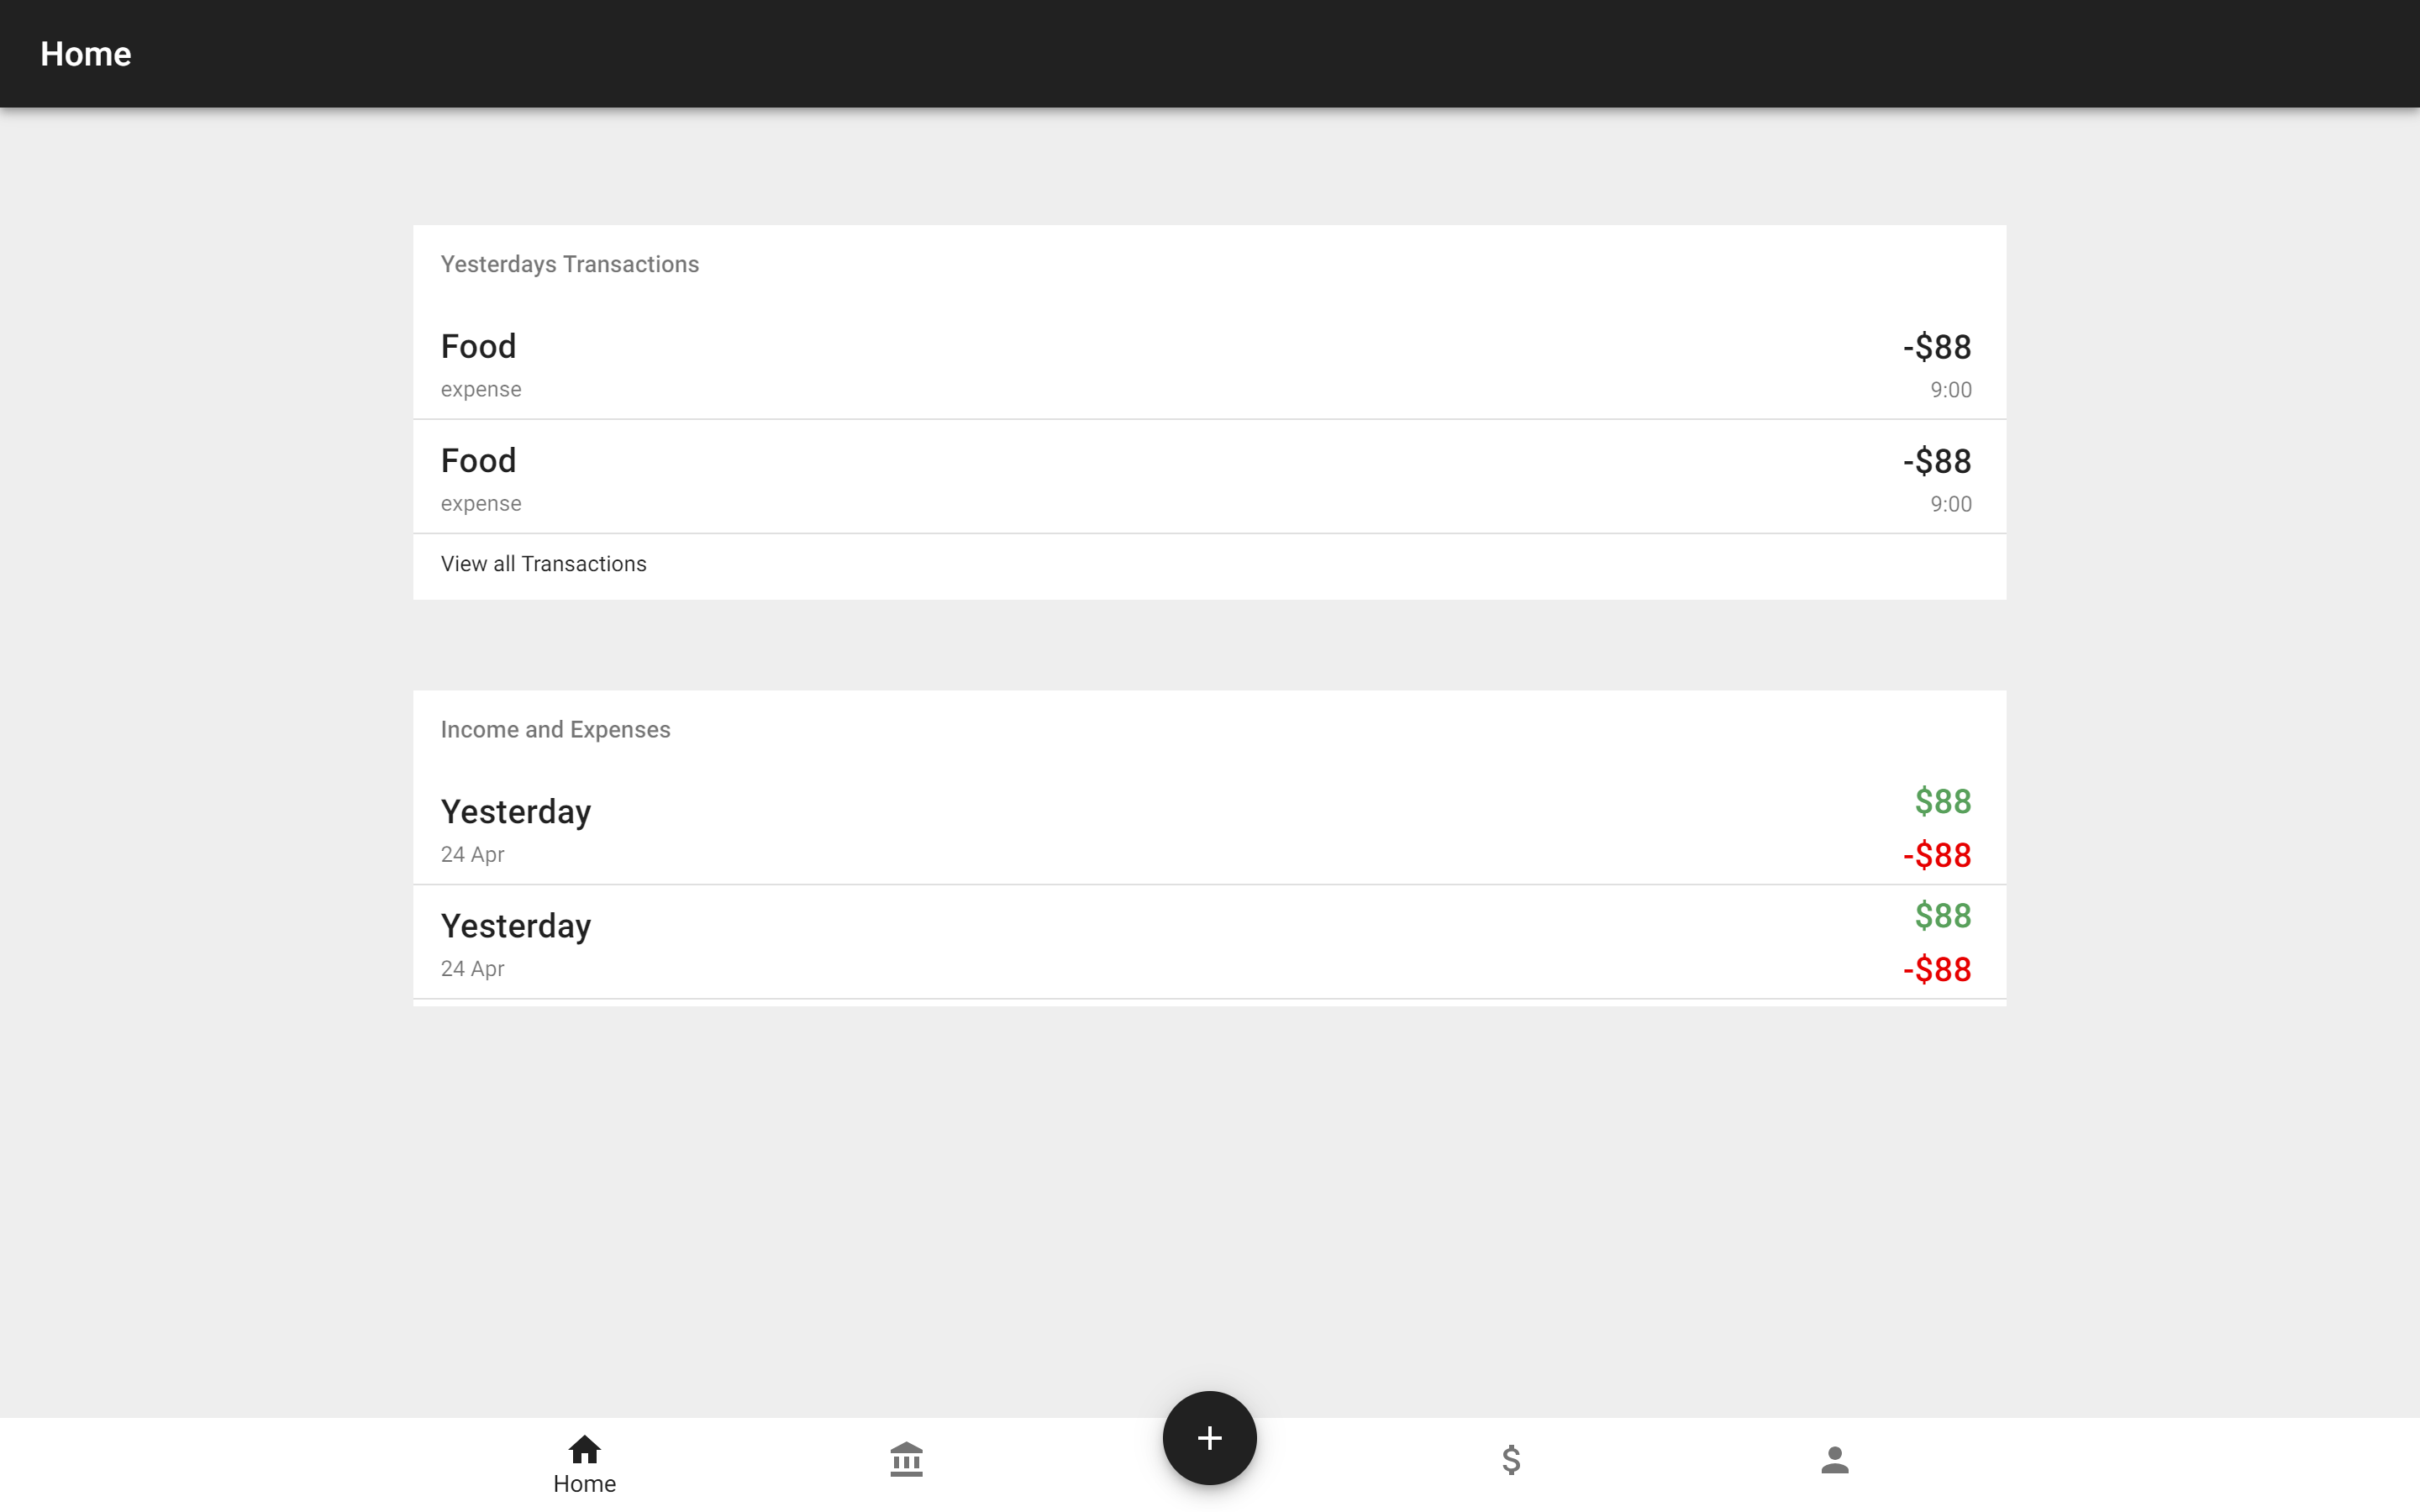 Home
Yesterdays Transactions
Food
-$88
expense
9:00
Food
-$88
expense
9:00
View all Transactions
Income and Expenses
Yesterday
$88
24 Apr
-$88
Yesterday
$88
24 Apr
-$88
Home